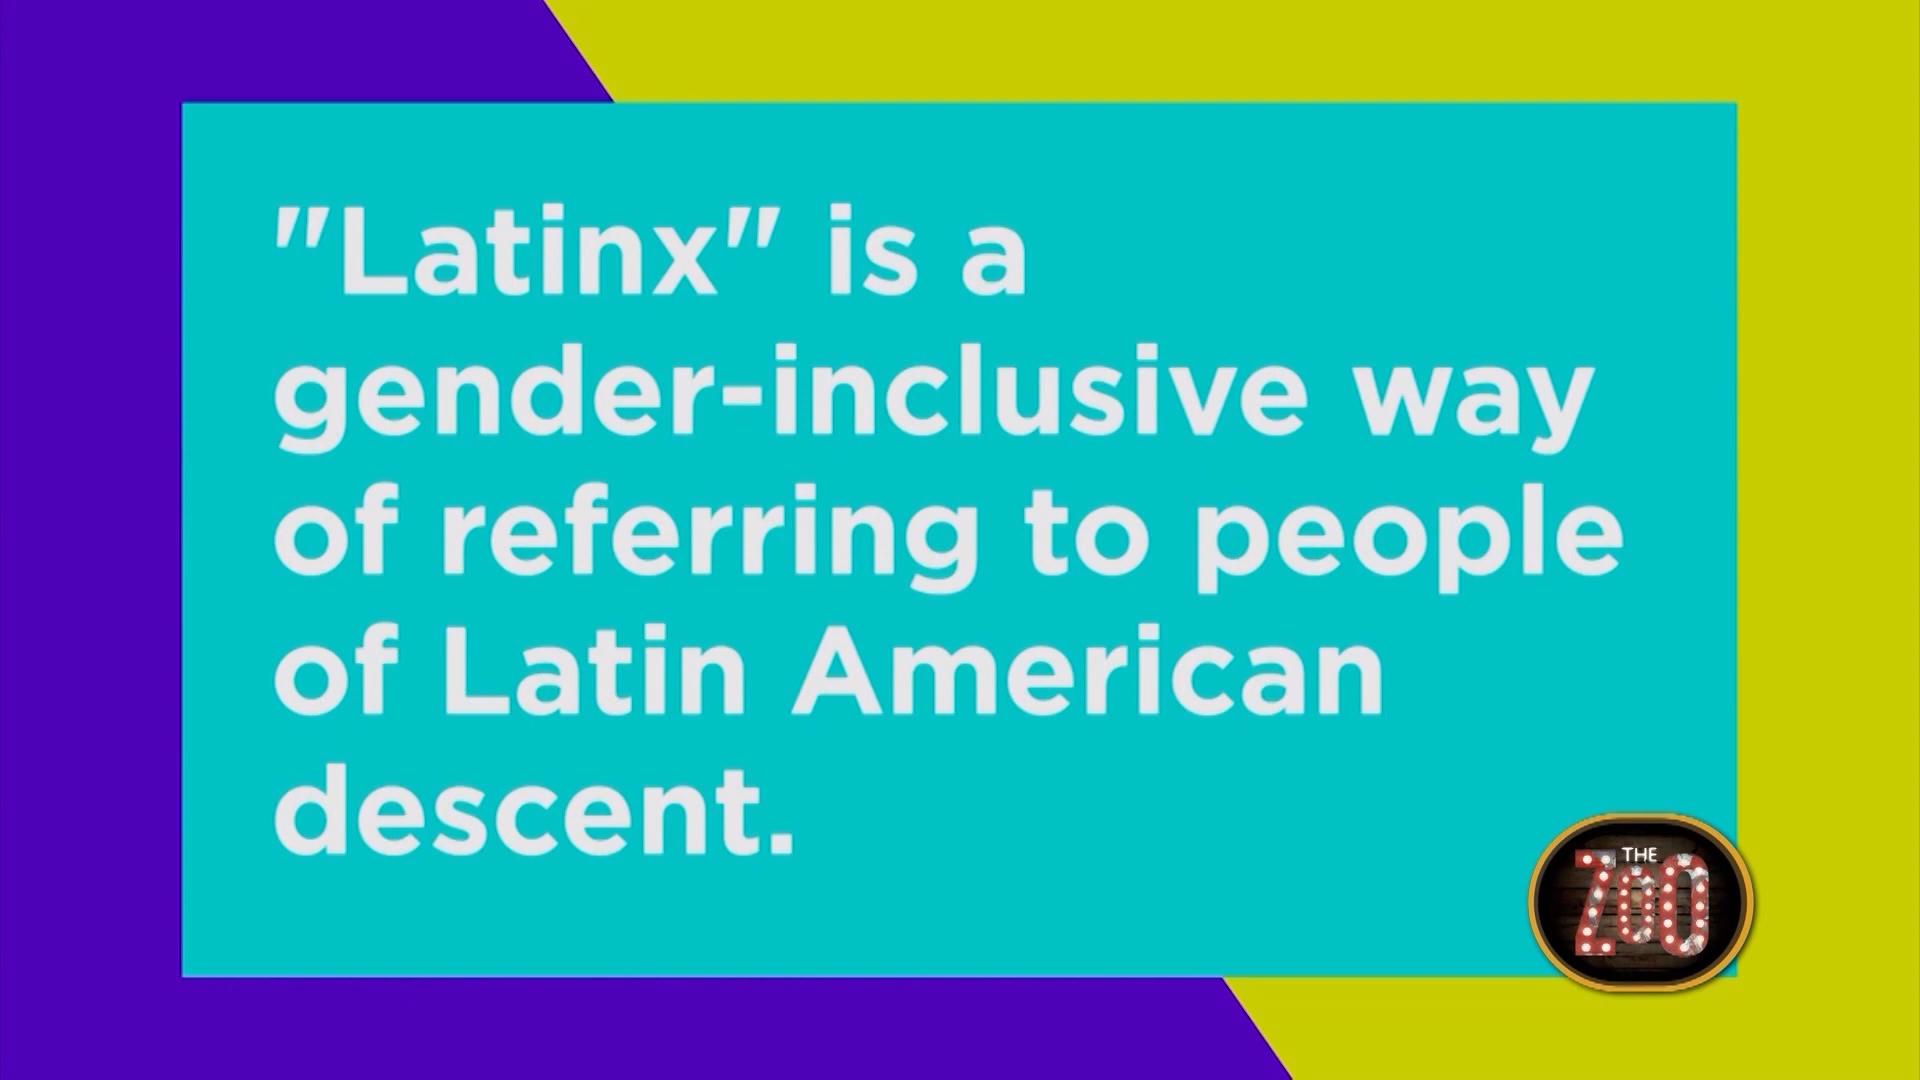 "Latinx" is a
gender-inclusive way
of referring to people
of Latin American
descent.
THE
ZOO